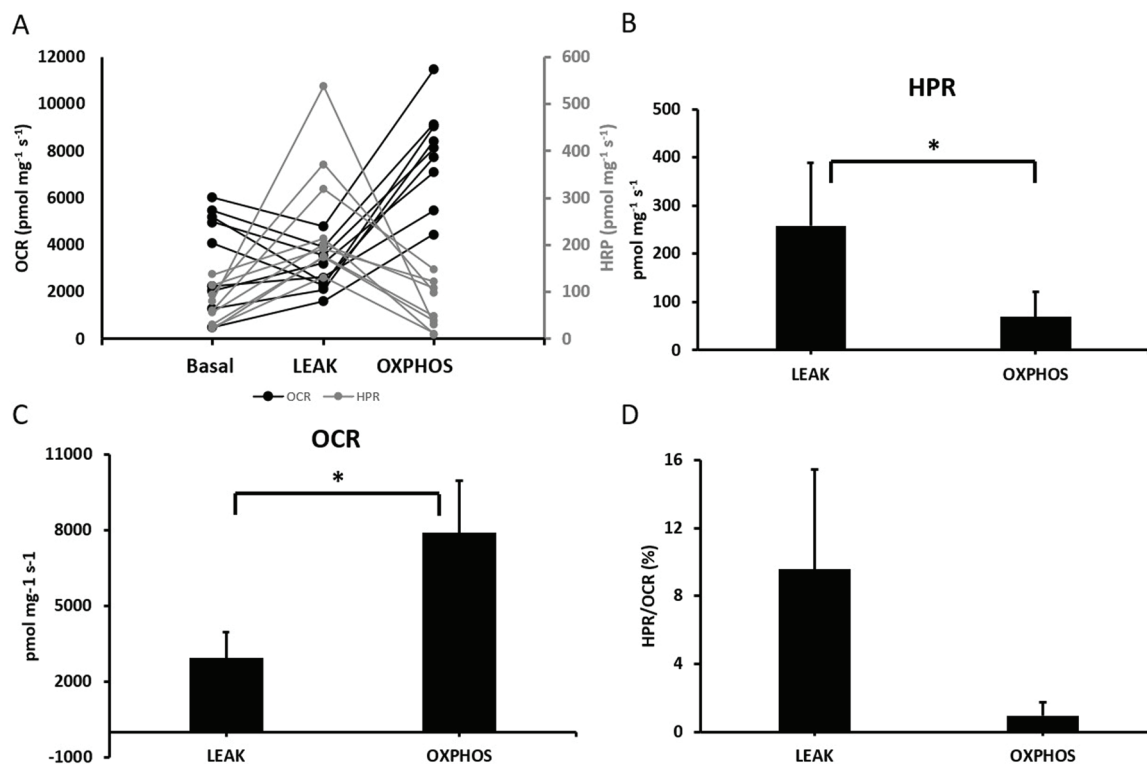 A
12000
10000
8000
6000
4000
2000
0
OCR (pmol mg⁻¹ s⁻¹)
600
500
400
300
200
100
0
HRP (pmol mg⁻¹ s⁻¹)
Basal LEAK OXPHOS
OCR HPR
B
HPR
500
400
300
200
100
0
pmol mg⁻¹ s⁻¹
*
LEAK OXPHOS
C
OCR
11000
8000
5000
2000
-1000
pmol mg-1 s-1
*
LEAK OXPHOS
D
16
12
8
4
0
HPR/OCR (%)
LEAK OXPHOS